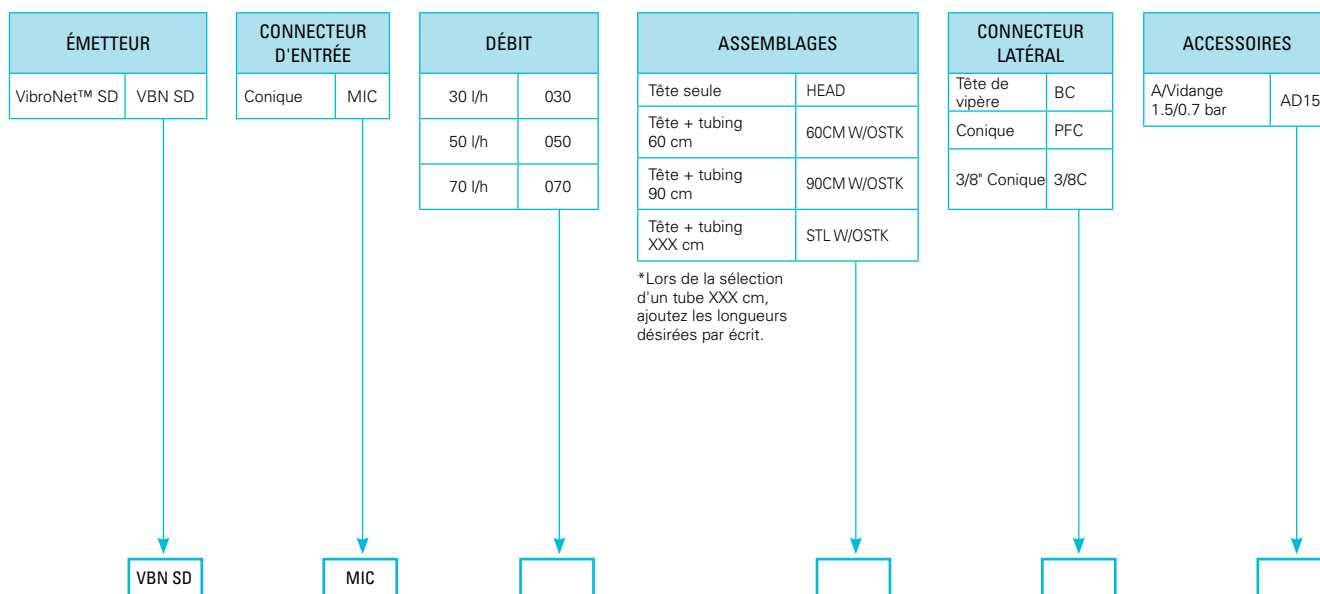 ÉMETTEUR
VibroNet™ SD VBN SD
CONNECTEUR
D'ENTRÉE
Conique MIC
DÉBIT
30 l/h 030
50 l/h 050
70 l/h 070
ASSEMBLAGES
Tête seule HEAD
Tête + tubing
60 cm
60CM W/OSTK
Tête + tubing
90 cm
90CM W/OSTK
Tête + tubing
XXX cm
STL W/OSTK
*Lors de la sélection
d'un tube XXX cm,
ajoutez les longueurs
désirées par écrit.
CONNECTEUR
LATÉRAL
Tête de
vipère
BC
Conique PFC
3/8" Conique 3/8C
ACCESSOIRES
A/Vidange
1.5/0.7 bar
AD15
VBN SD
MIC